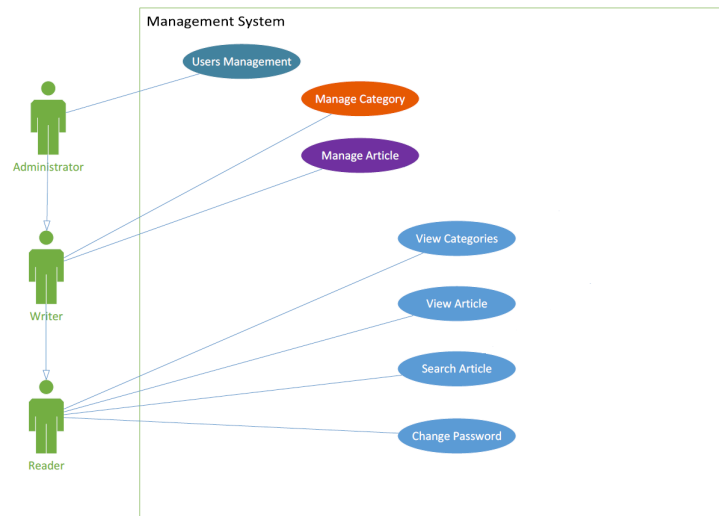 Management System
Users Management
Manage Category
Administrator
Manage Article
View Categories
View Article
Writer
Search Article
Change Password
Reader